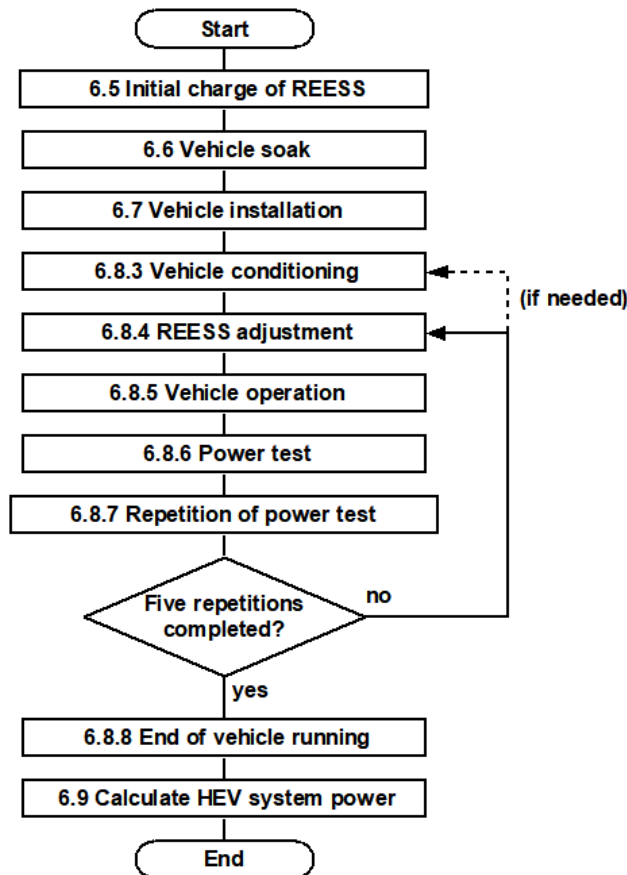 Start
6.5 Initial charge of REESS
6.6 Vehicle soak
6.7 Vehicle installation
6.8.3 Vehicle conditioning
(if needed)
6.8.4 REESS adjustment
6.8.5 Vehicle operation
6.8.6 Power test
6.8.7 Repetition of power test
Five repetitions
completed?
no
yes
6.8.8 End of vehicle running
6.9 Calculate HEV system power
End